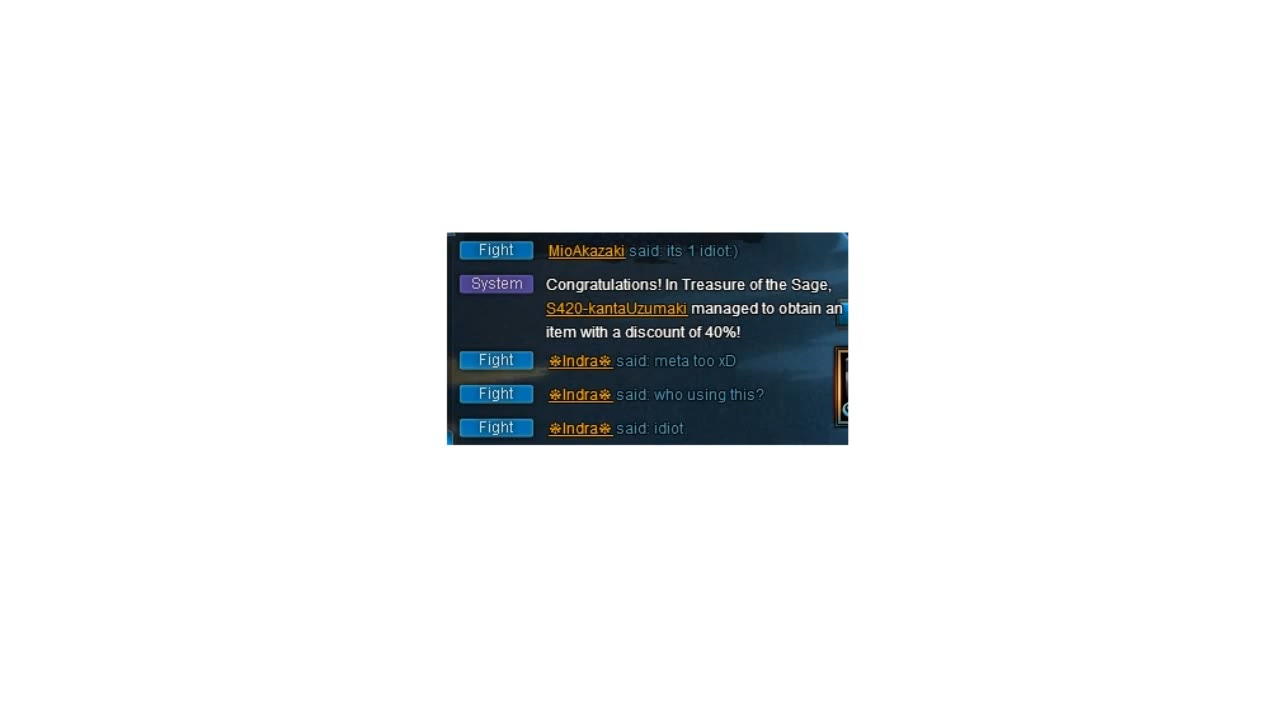 Fight MioAkazaki said: its 1 idiot:)
System Congratulations! In Treasure of the Sage,
S420-kantaUzumaki managed to obtain an
item with a discount of 40%!
Fight ❋Indra❋ said: meta too xD
Fight ❋Indra❋ said: who using this?
Fight ❋Indra❋ said: idiot